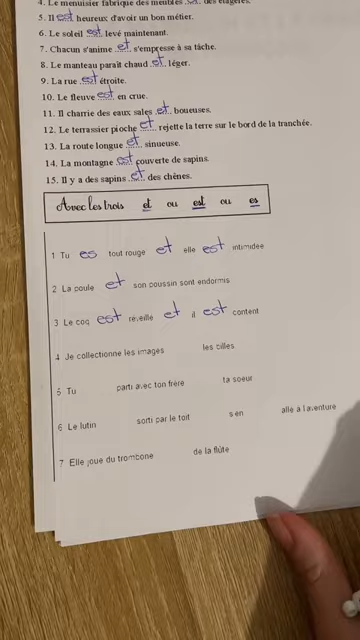 4. Le menuisier fabrique des meubles et des étagères.
5. Il est heureux d'avoir un bon métier.
6. Le soleil est levé maintenant.
7. Chacun s'anime et s'empresse à sa tâche.
8. Le manteau paraît chaud et léger.
9. La rue est étroite.
10. Le fleuve est en crue.
11. Il charrie des eaux sales et boueuses.
12. Le terrassier pioche et rejette la terre sur le bord de la tranchée.
13. La route longue et sinueuse.
14. La montagne est couverte de sapins.
15. Il y a des sapins et des chênes.
Avec les trois et ou est ou es
1 Tu es tout rouge et elle est intimidée
2 La poule et son poussin sont endormis
3 Le coq est réveillé et il est content
4 Je collectionne les images les billes
5 Tu parti avec ton frère ta soeur
6 Le lutin sorti par le toit s en allé à l aventure
7 Elle joue du trombone de la flûte